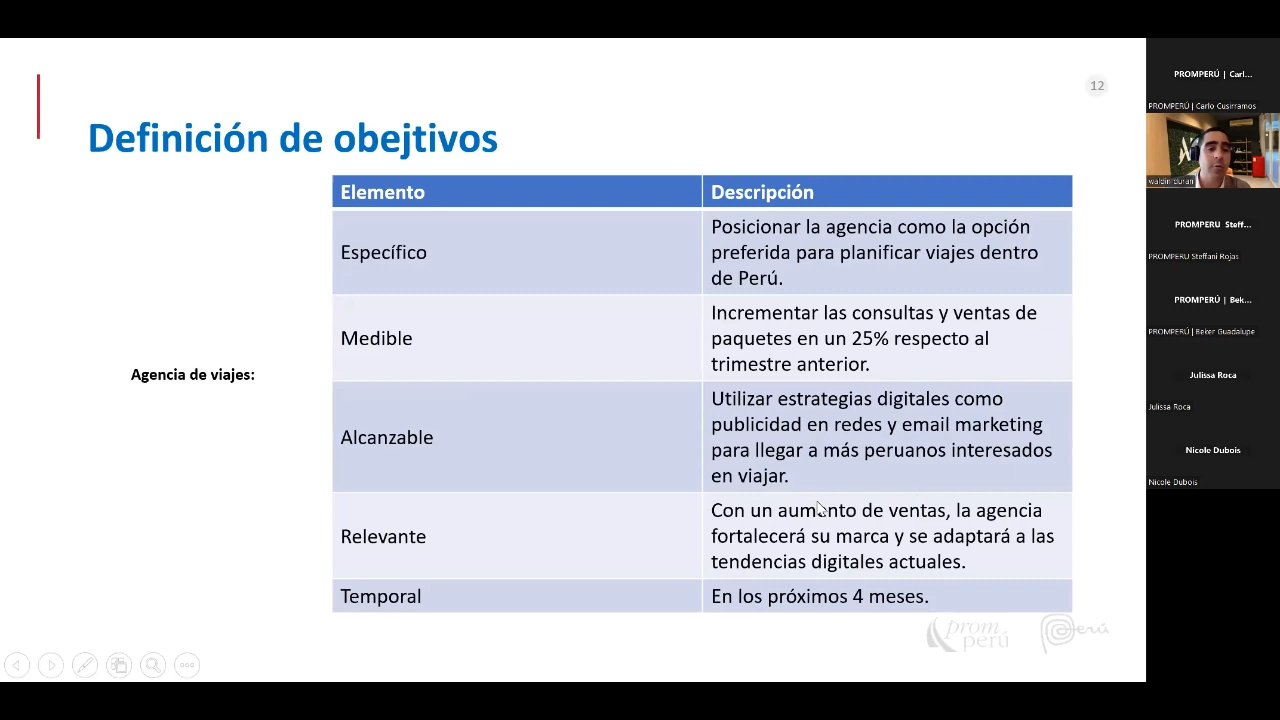 12
Definición de obejtivos
Agencia de viajes:
Elemento
Descripción
Específico
Posicionar la agencia como la opción
preferida para planificar viajes dentro
de Perú.
Medible
Incrementar las consultas y ventas de
paquetes en un 25% respecto al
trimestre anterior.
Alcanzable
Utilizar estrategias digitales como
publicidad en redes y email marketing
para llegar a más peruanos interesados
en viajar.
Relevante
Con un aumento de ventas, la agencia
fortalecerá su marca y se adaptará a las
tendencias digitales actuales.
Temporal
En los próximos 4 meses.
prom
perú
Perú
PROMPERÚ | Carl...
PROMPERÚ | Carlo Cusirramos
waldin duran
PROMPERU Steff...
PROMPERU Steffani Rojas
PROMPERÚ | Bek...
PROMPERÚ | Beker Guadalupe
Julissa Roca
Julissa Roca
Nicole Dubois
Nicole Dubois